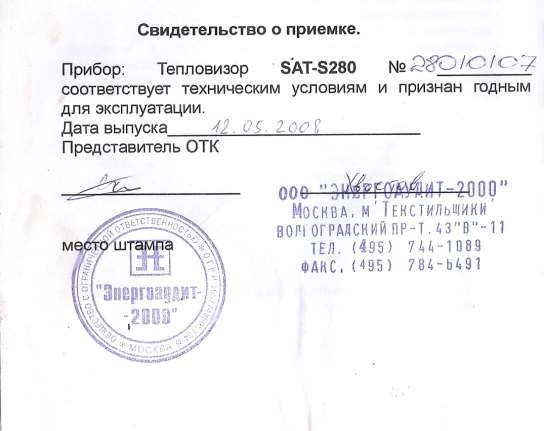 Свидетельство о приемке.
Прибор: Тепловизор SAT-S280 № 28010107
соответствует техническим условиям и признан годным
для эксплуатации.
Дата выпуска 12.05.2008
Представитель ОТК
ООО "ЭНЕРГОАУДИТ-2000"
МОСКВА, М ТЕКСТИЛЬЩИКИ,
ВОЛГОГРАДСКИЙ ПР-Т. 43"В"-11
ТЕЛ. (495) 744-1089
ФАКС, (495) 784-6491
место штампа
ОБЩЕСТВО С ОГРАНИЧЕННОЙ ОТВЕТСТВЕННОСТЬЮ
"Энергоаудит-
-2000"
МОСКВА